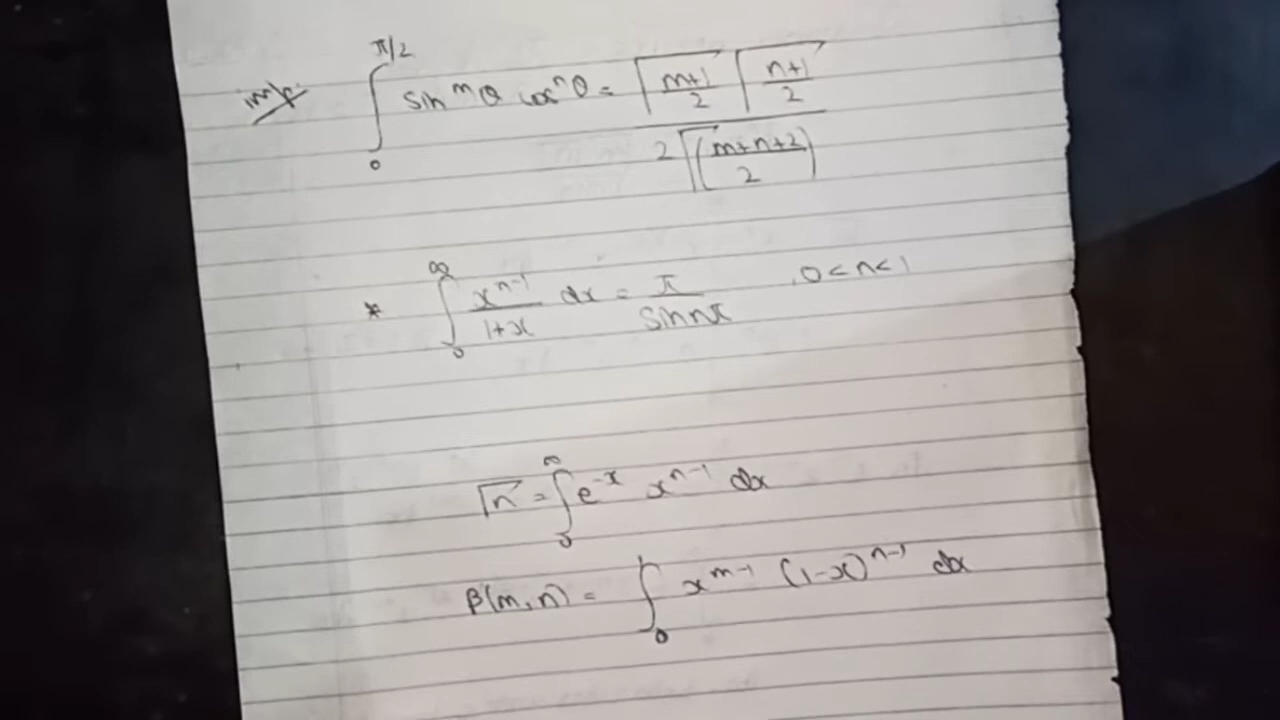 imp. ∫₀^π/2 sin^m θ cos^n θ = Γ(m+1)/2 Γ(n+1)/2 / 2Γ((m+n+2)/2)
* ∫₀^∞ x^(n-1)/(1+x) dx = π/sin nπ , 0<n<1
Γn = ∫₀^∞ e^(-x) x^(n-1) dx
β(m,n) = ∫₀^1 x^(m-1) (1-x)^(n-1) dx